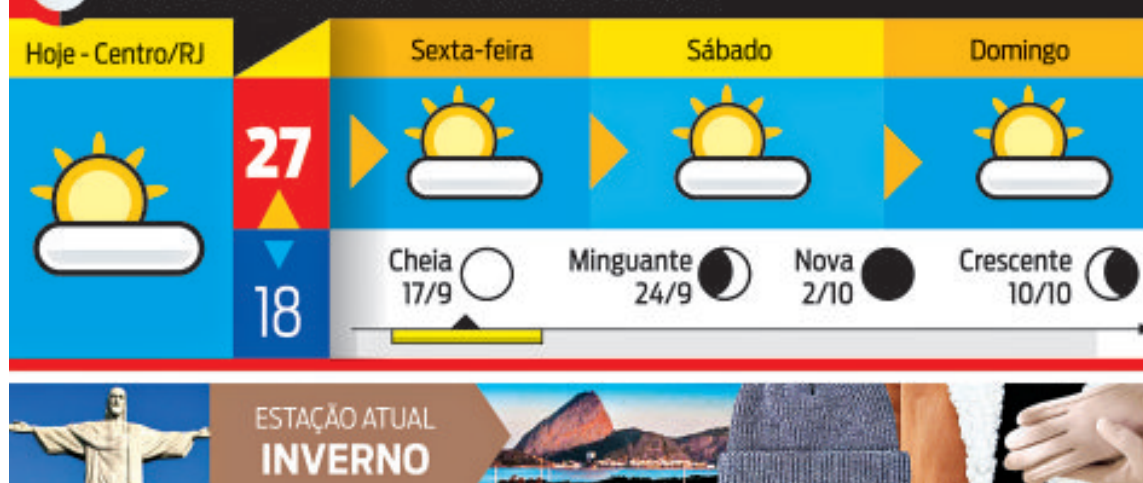 Hoje - Centro/RJ
Sexta-feira
Sábado
Domingo
27
18
Cheia
17/9
Minguante
24/9
Nova
2/10
Crescente
10/10
ESTAÇÃO ATUAL
INVERNO